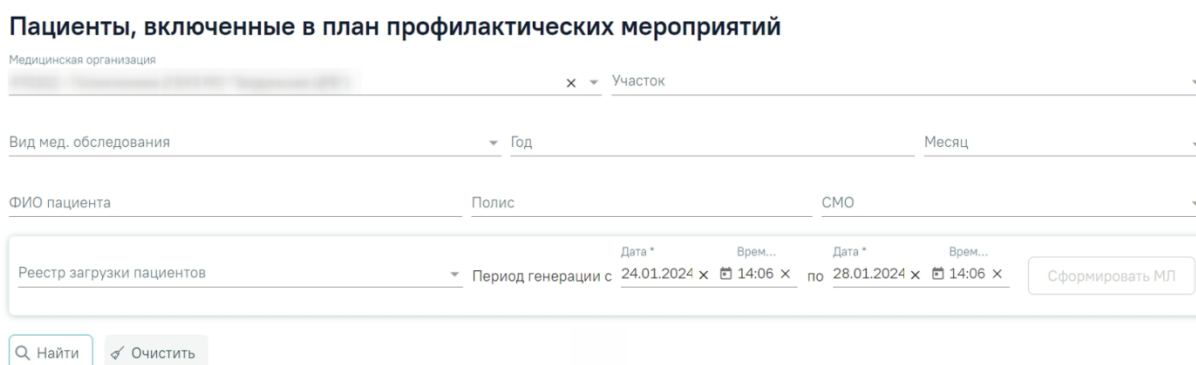 Пациенты, включенные в план профилактических мероприятий
Медицинская организация
Участок
Вид мед. обследования Год Месяц
ФИО пациента Полис СМО
Дата * Врем... Дата * Врем...
Реестр загрузки пациентов Период генерации с 24.01.2024 14:06 по 28.01.2024 14:06 Сформировать МЛ
Найти Очистить